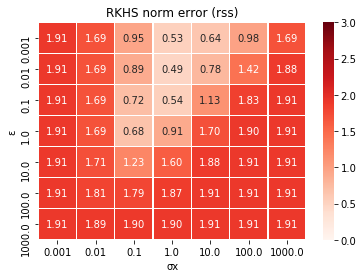 RKHS norm error (rss)
3.0
2.5
2.0
1.5
1.0
0.5
0.0
ε
0.001 1.91 1.69 0.95 0.53 0.64 0.98 1.69
0.01 1.91 1.69 0.89 0.49 0.78 1.42 1.88
0.1 1.91 1.69 0.72 0.54 1.13 1.83 1.91
1.0 1.91 1.69 0.68 0.91 1.70 1.90 1.91
10.0 1.91 1.71 1.23 1.60 1.88 1.91 1.91
100.0 1.91 1.81 1.79 1.87 1.91 1.91 1.91
1000.0 1.91 1.89 1.90 1.90 1.91 1.91 1.91
0.001 0.01 0.1 1.0 10.0 100.0 1000.0
σx